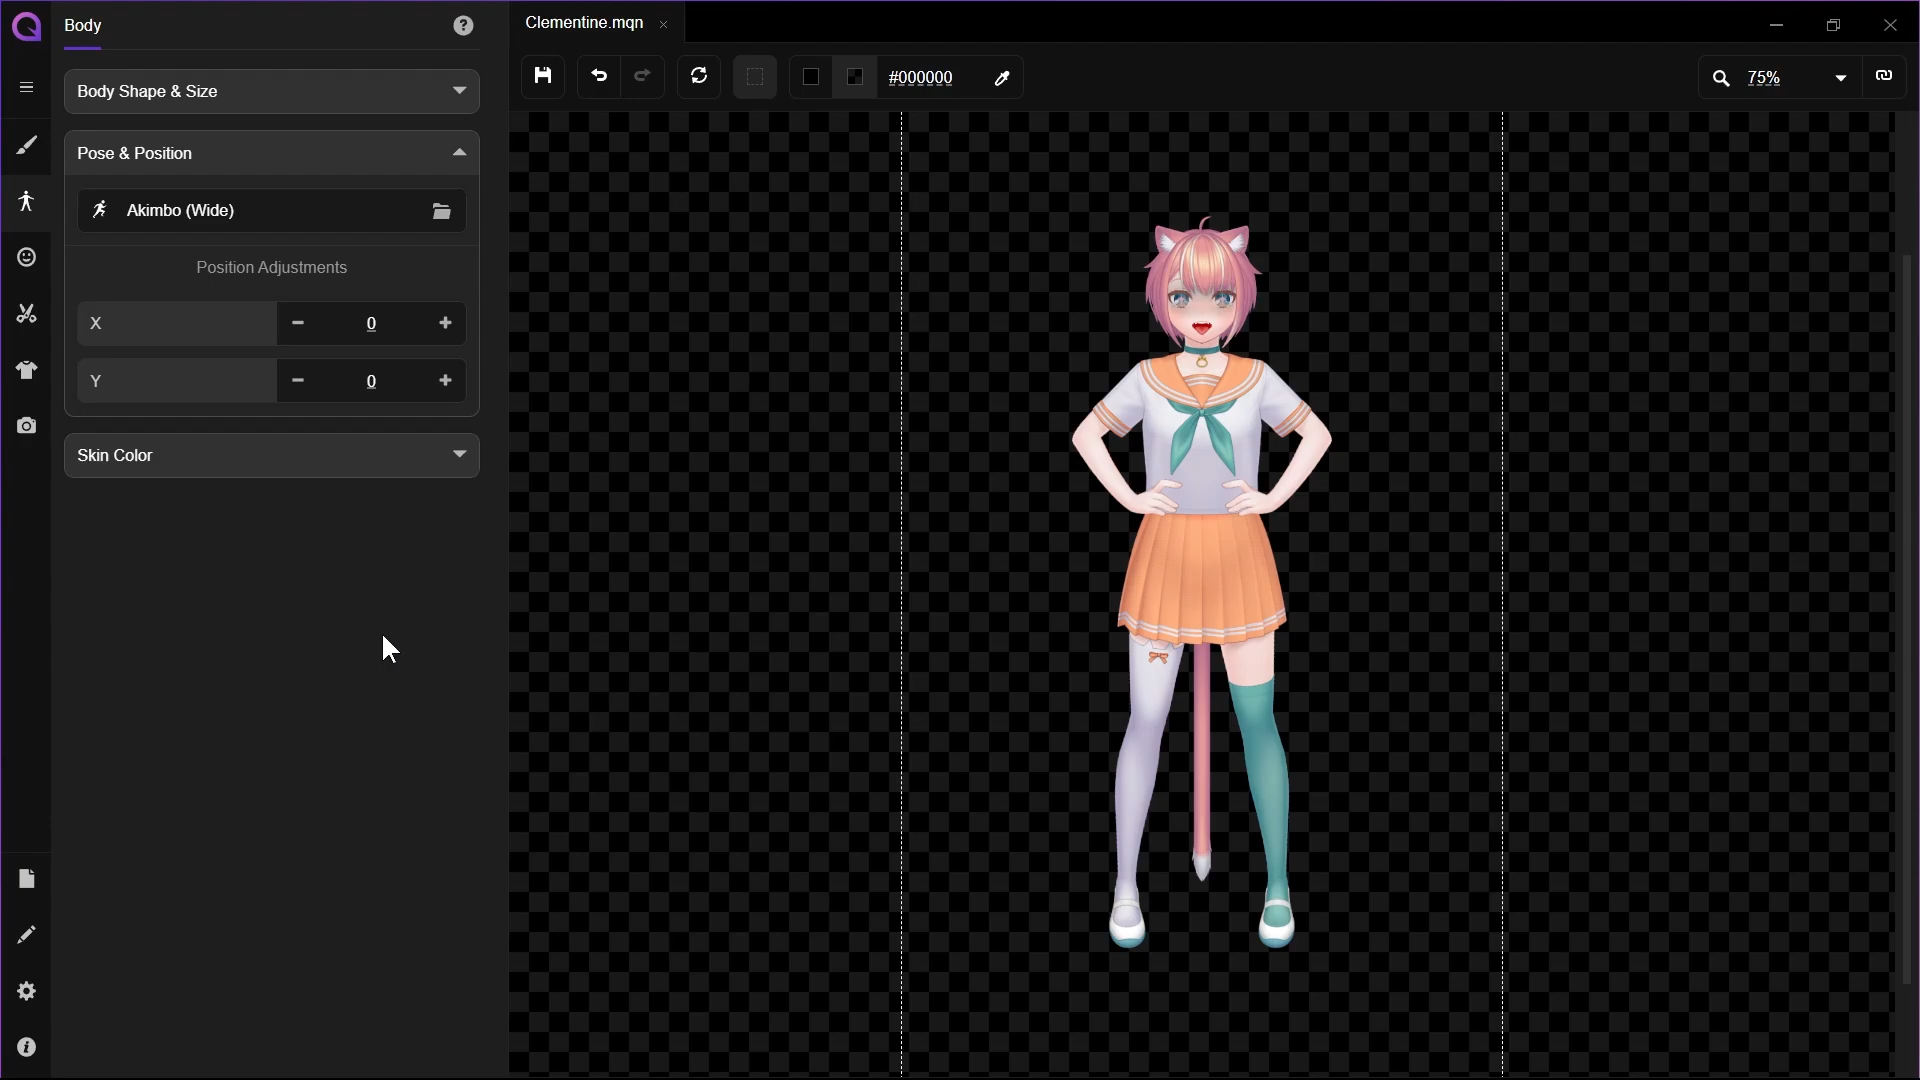 Body
Clementine.mqn
Body Shape & Size
#000000
75%
Pose & Position
Akimbo (Wide)
Position Adjustments
X
0
Y
0
Skin Color